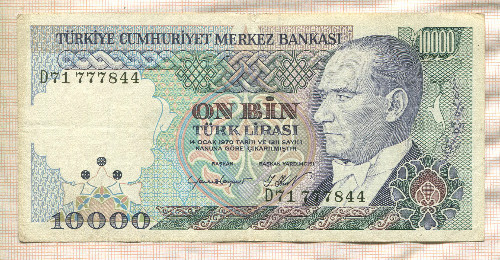 TÜRKİYE CUMHURİYET MERKEZ BANKASI
10000
D71 777844
ON BİN
TÜRK LİRASI
14 OCAK 1970 TARİH VE 1211 SAYILI
KANUNA GÖRE ÇIKARILMIŞTIR.
BAŞKAN BAŞKAN YARDIMCISI
D71 777844
10000